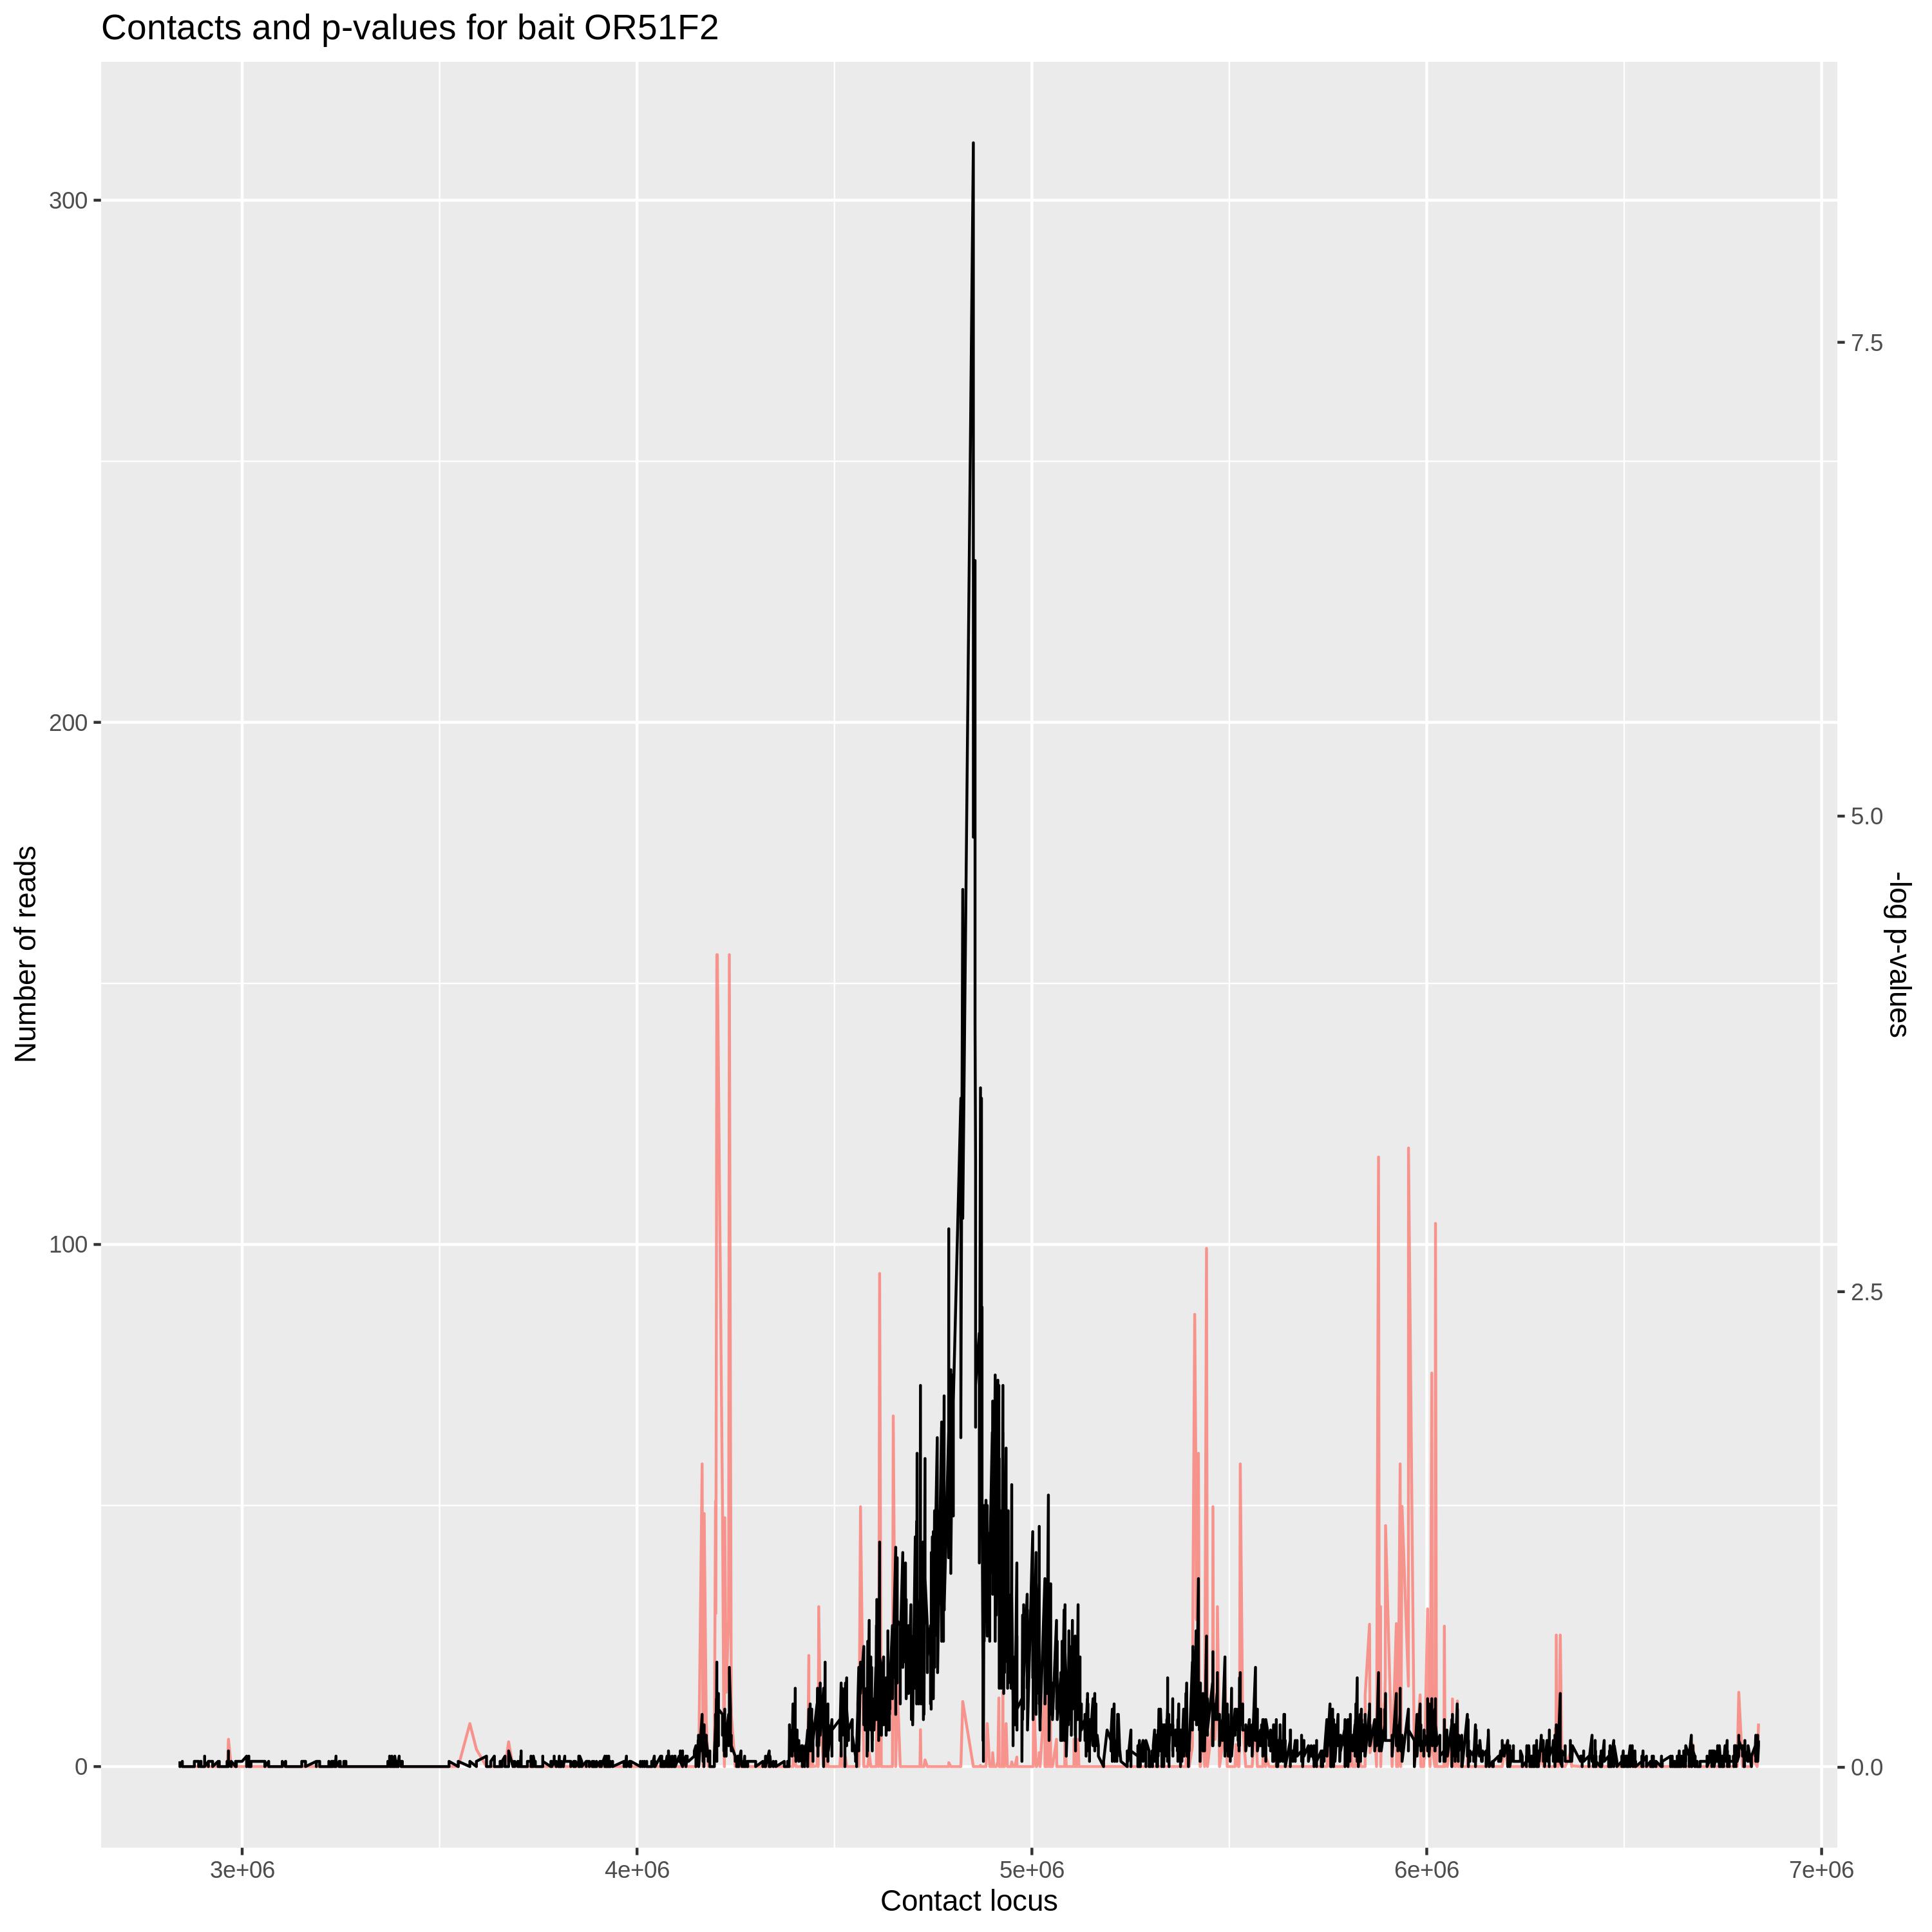 Contacts and p-values for bait OR51F2
Number of reads
300
200
100
0
7.5
5.0
2.5
0.0
-log p-values
3e+06 4e+06 5e+06 6e+06 7e+06
Contact locus